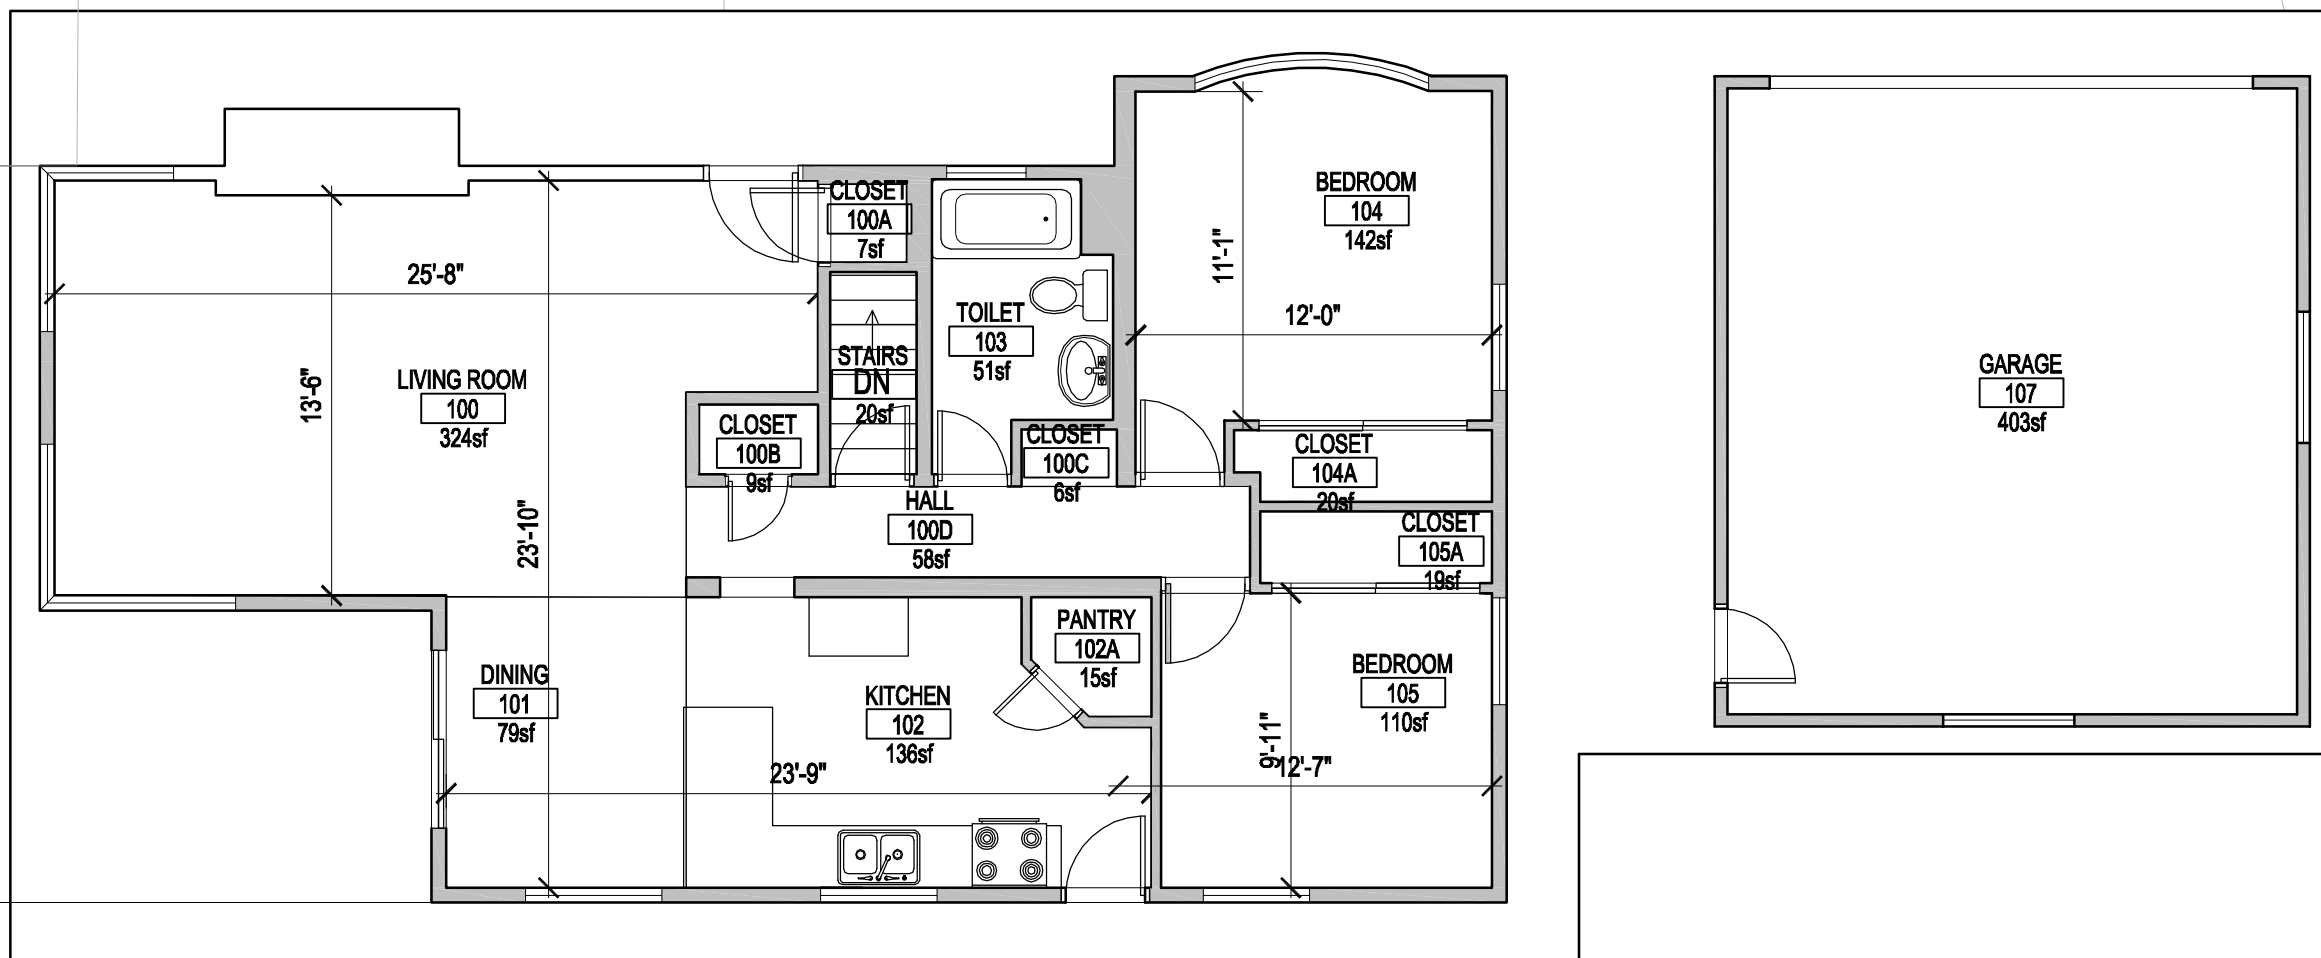 CLOSET
100A
7sf
BEDROOM
104
142sf
25'-8"
11'-1"
12'-0"
TOILET
103
51sf
STAIRS
DN
20sf
LIVING ROOM
100
324sf
13'-6"
GARAGE
107
403sf
CLOSET
100B
9sf
CLOSET
100C
6sf
CLOSET
104A
20sf
HALL
100D
58sf
23'-10"
CLOSET
105A
19sf
PANTRY
102A
15sf
DINING
101
79sf
KITCHEN
102
136sf
BEDROOM
105
110sf
9'-11"
23'-9"
12'-7"